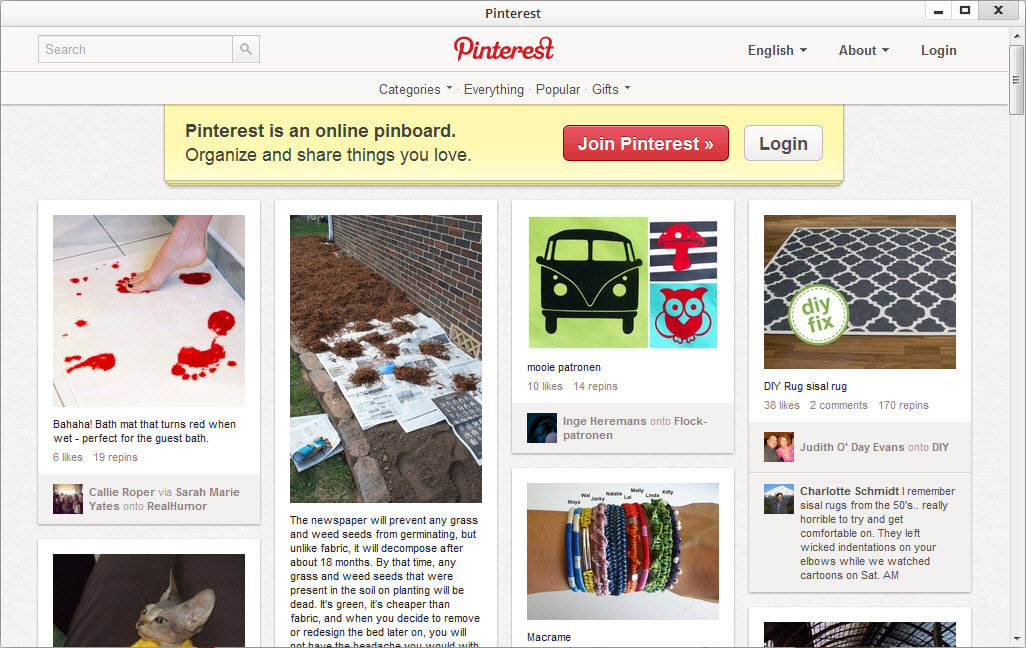 Pinterest
Search
Pinterest
English
About
Login
Categories · Everything · Popular · Gifts
Pinterest is an online pinboard.
Organize and share things you love.
Join Pinterest »
Login
Bahaha! Bath mat that turns red when
wet - perfect for the guest bath.
6 likes 19 repins
Callie Roper via Sarah Marie
Yates onto RealHumor
The newspaper will prevent any grass
and weed seeds from germinating, but
unlike fabric, it will decompose after
about 18 months. By that time, any
grass and weed seeds that were
present in the soil on planting will be
dead. It's green, it's cheaper than
fabric, and when you decide to remove
or redesign the bed later on, you will
not have the headache you would with
mooie patronen
10 likes 14 repins
Inge Heremans onto Flock-
patronen
Maya
Wai
Jacky
Natalie
Lai
Molly
Linda
Kitty
Macrame
diy
fix
DIY Rug sisal rug
38 likes 2 comments 170 repins
Judith O' Day Evans onto DIY
Charlotte Schmidt I remember
sisal rugs from the 50's.. really
horrible to try and get
comfortable on. They left
wicked indentations on your
elbows while we watched
cartoons on Sat. AM